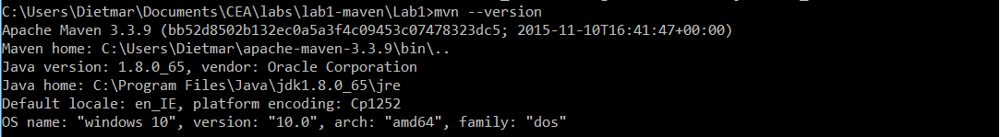 C:\Users\Dietmar\Documents\CEA\labs\lab1-maven\Lab1>mvn --version
Apache Maven 3.3.9 (bb52d8502b132ec0a5a3f4c09453c07478323dc5; 2015-11-10T16:41:47+00:00)
Maven home: C:\Users\Dietmar\apache-maven-3.3.9\bin\..
Java version: 1.8.0_65, vendor: Oracle Corporation
Java home: C:\Program Files\Java\jdk1.8.0_65\jre
Default locale: en_IE, platform encoding: Cp1252
OS name: "windows 10", version: "10.0", arch: "amd64", family: "dos"